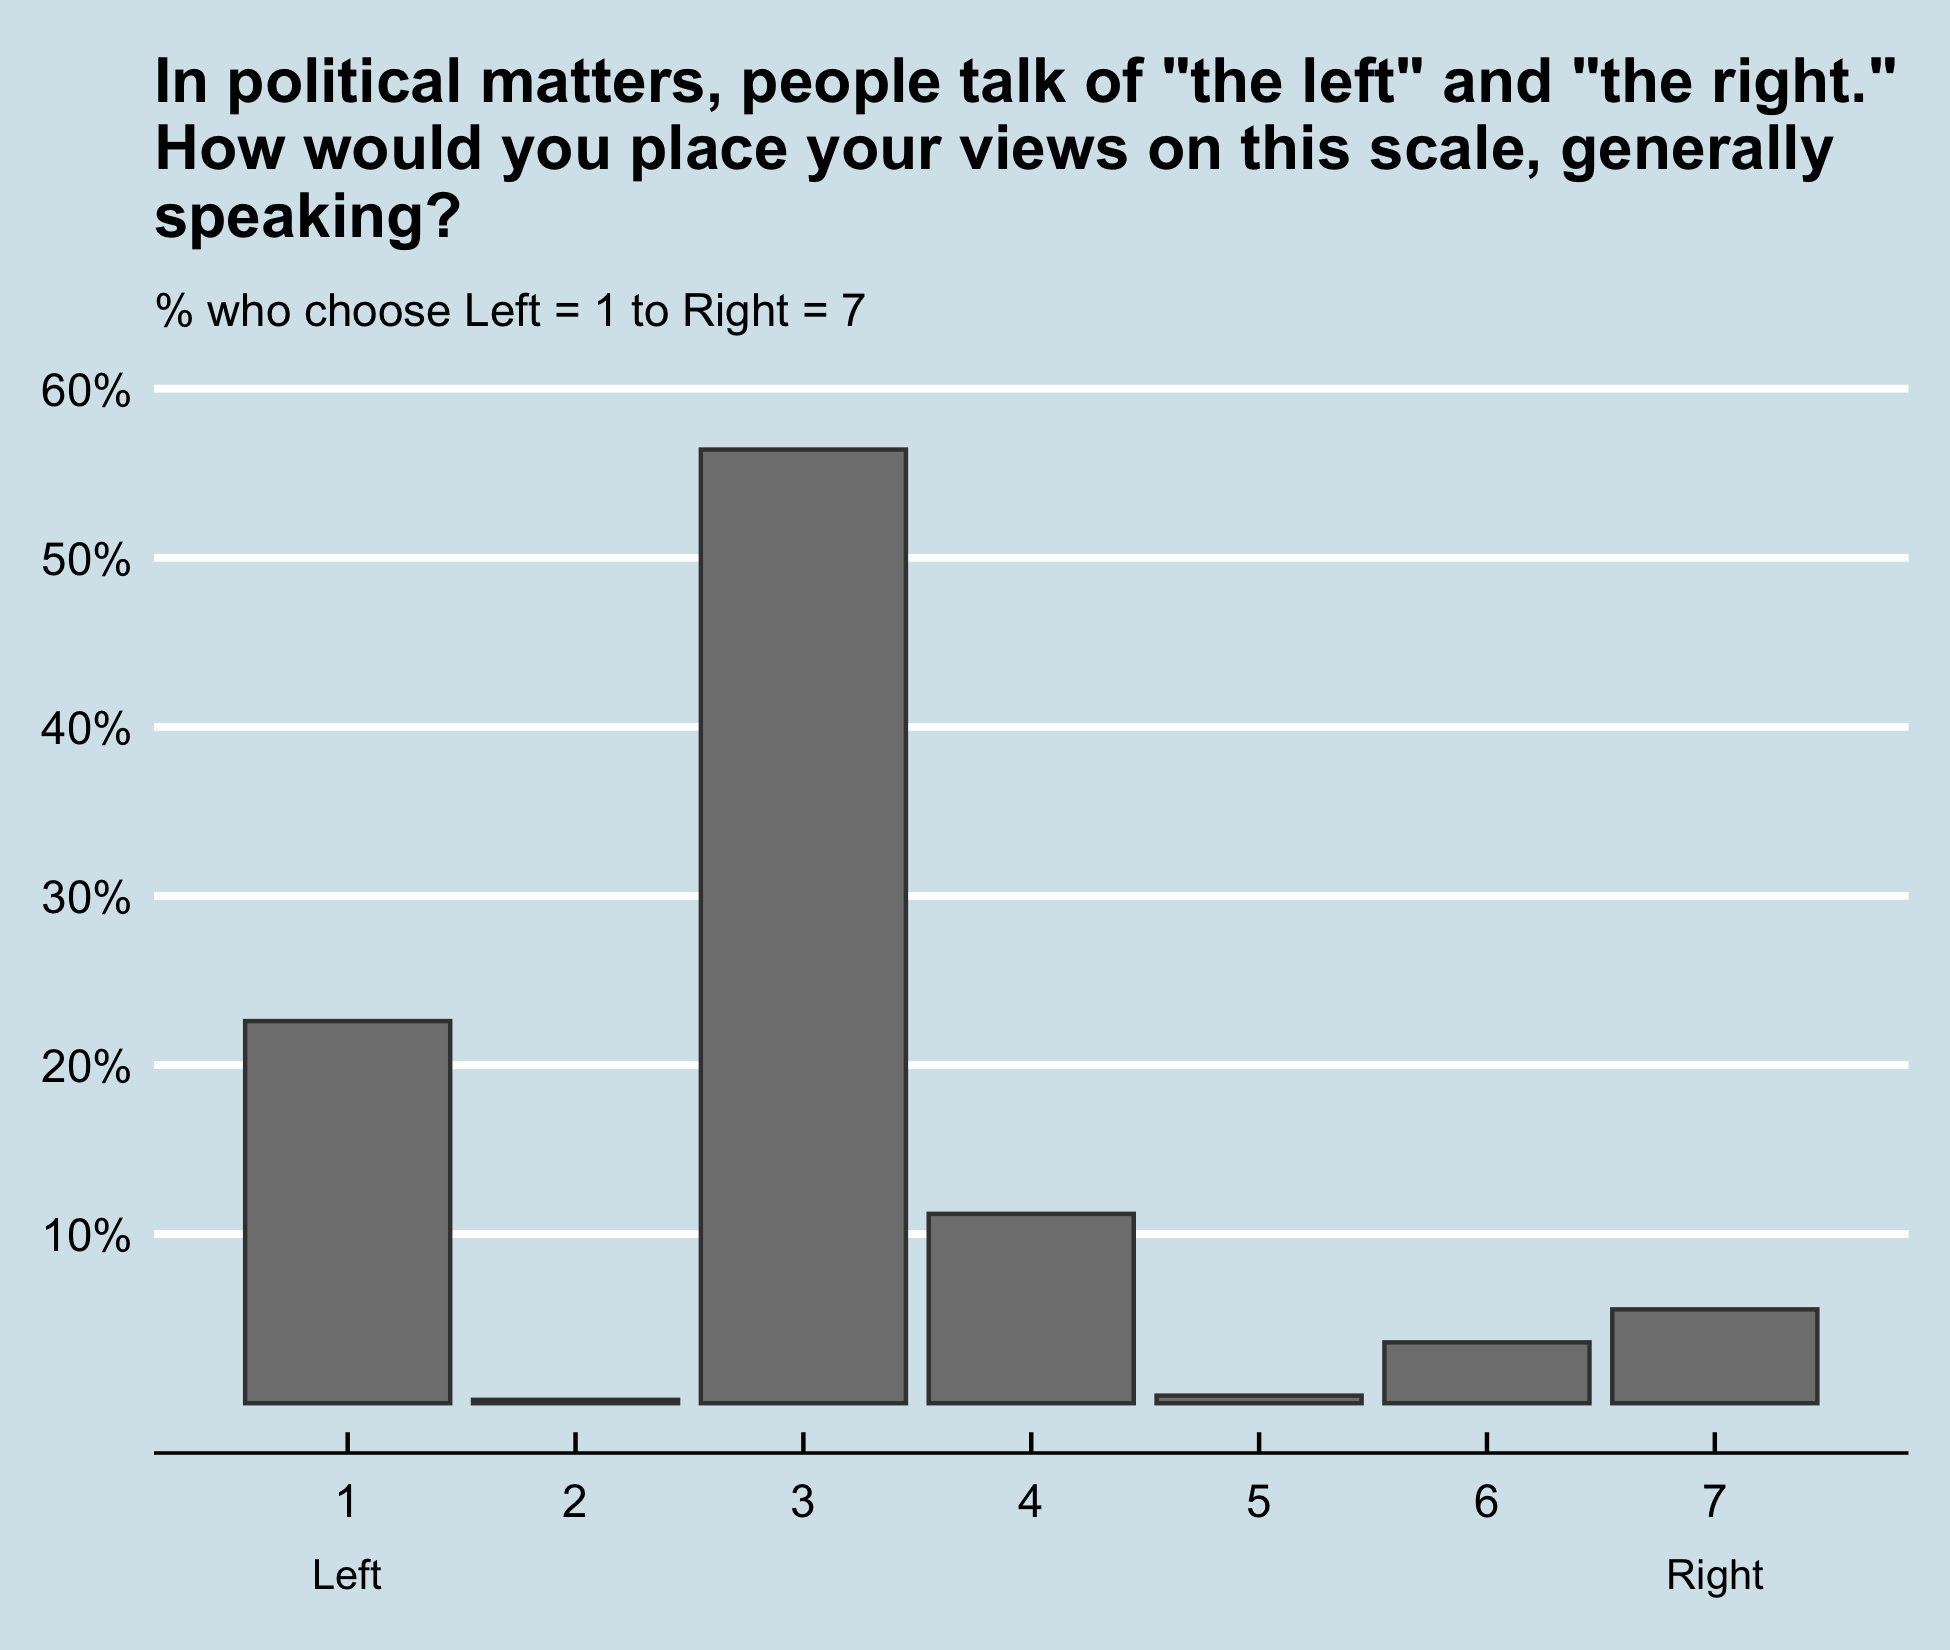 In political matters, people talk of "the left" and "the right."
How would you place your views on this scale, generally
speaking?
% who choose Left = 1 to Right = 7
60%
50%
40%
30%
20%
10%
1 2 3 4 5 6 7
Left Right